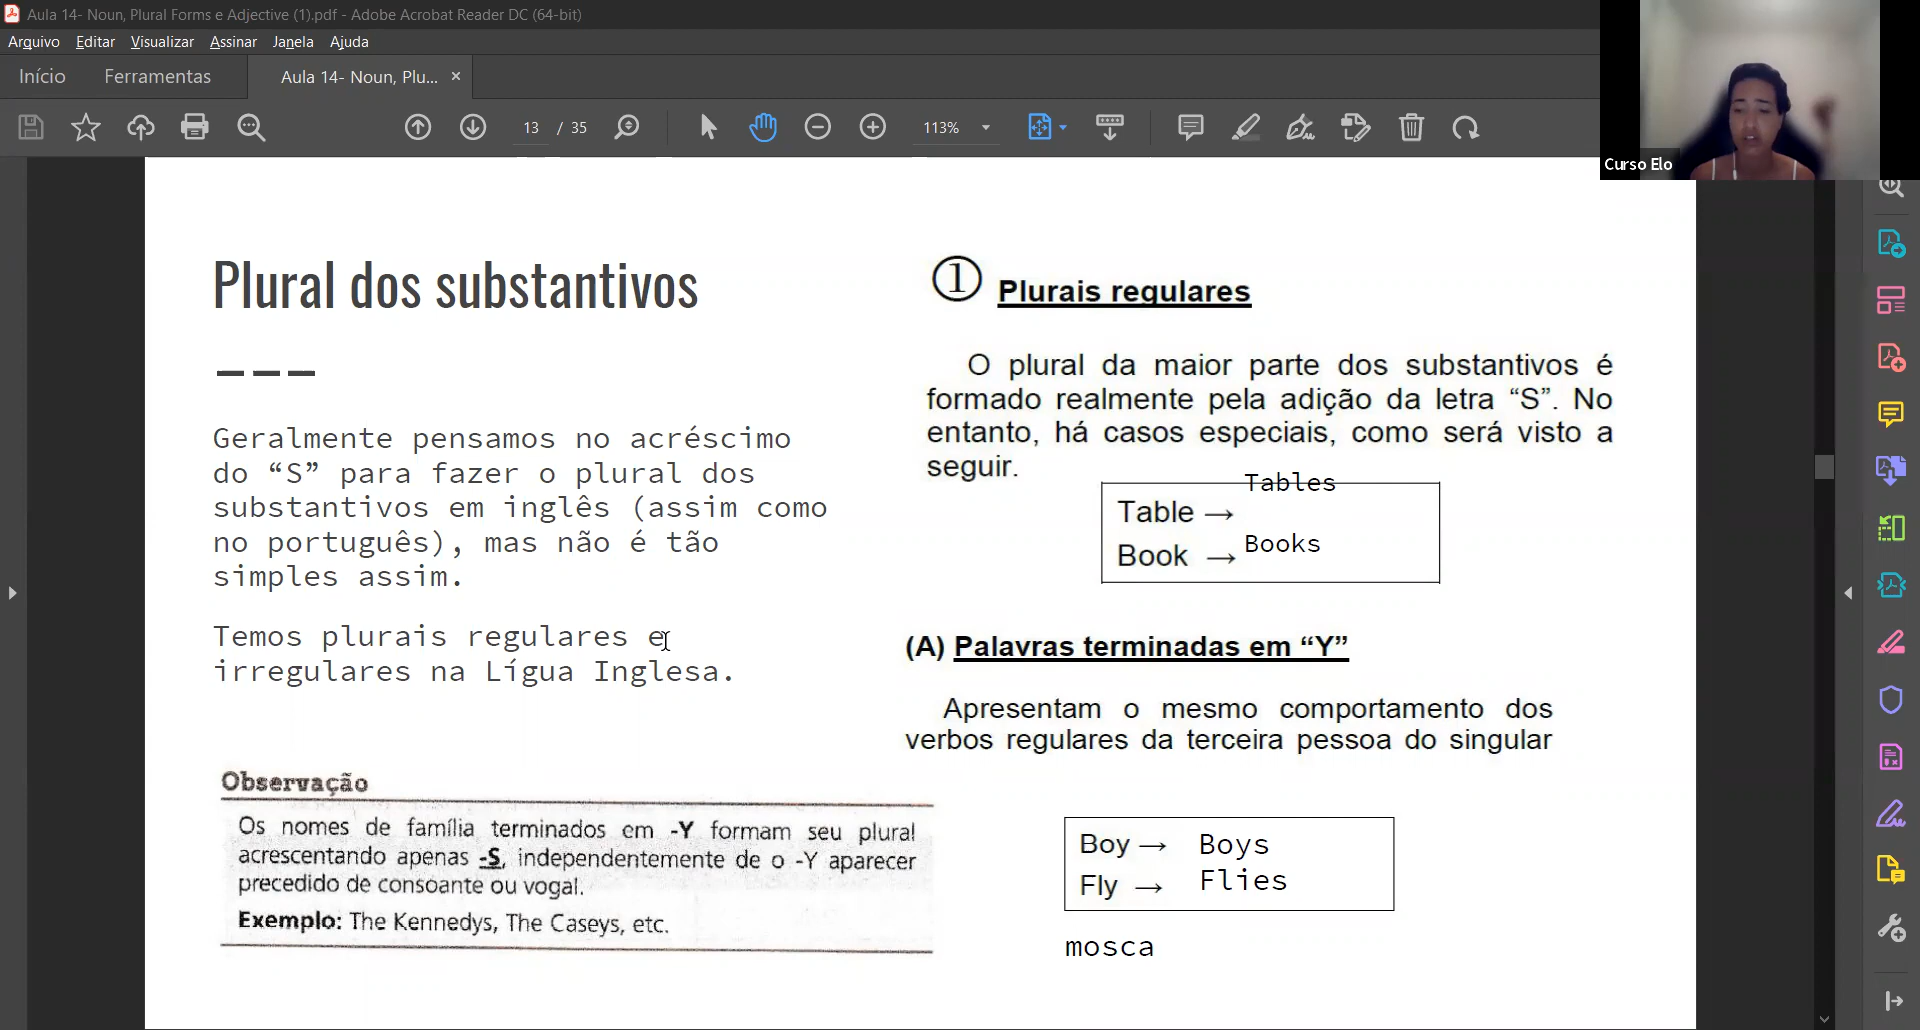 Aula 14- Noun, Plural Forms e Adjective (1).pdf - Adobe Acrobat Reader DC (64-bit)
Arquivo Editar Visualizar Assinar Janela Ajuda
Início Ferramentas Aula 14- Noun, Plu... ×
13 / 35 113%
Curso Elo
Plural dos substantivos
Geralmente pensamos no acréscimo
do “S” para fazer o plural dos
substantivos em inglês (assim como
no português), mas não é tão
simples assim.
Temos plurais regulares e
irregulares na Lígua Inglesa.
Observação
Os nomes de família terminados em -Y formam seu plural
acrescentando apenas -S, independentemente de o -Y aparecer
precedido de consoante ou vogal.
Exemplo: The Kennedys, The Caseys, etc.
① Plurais regulares
O plural da maior parte dos substantivos é
formado realmente pela adição da letra “S”. No
entanto, há casos especiais, como será visto a
seguir.
Table → Tables
Book → Books
(A) Palavras terminadas em “Y”
Apresentam o mesmo comportamento dos
verbos regulares da terceira pessoa do singular
Boy → Boys
Fly → Flies
mosca